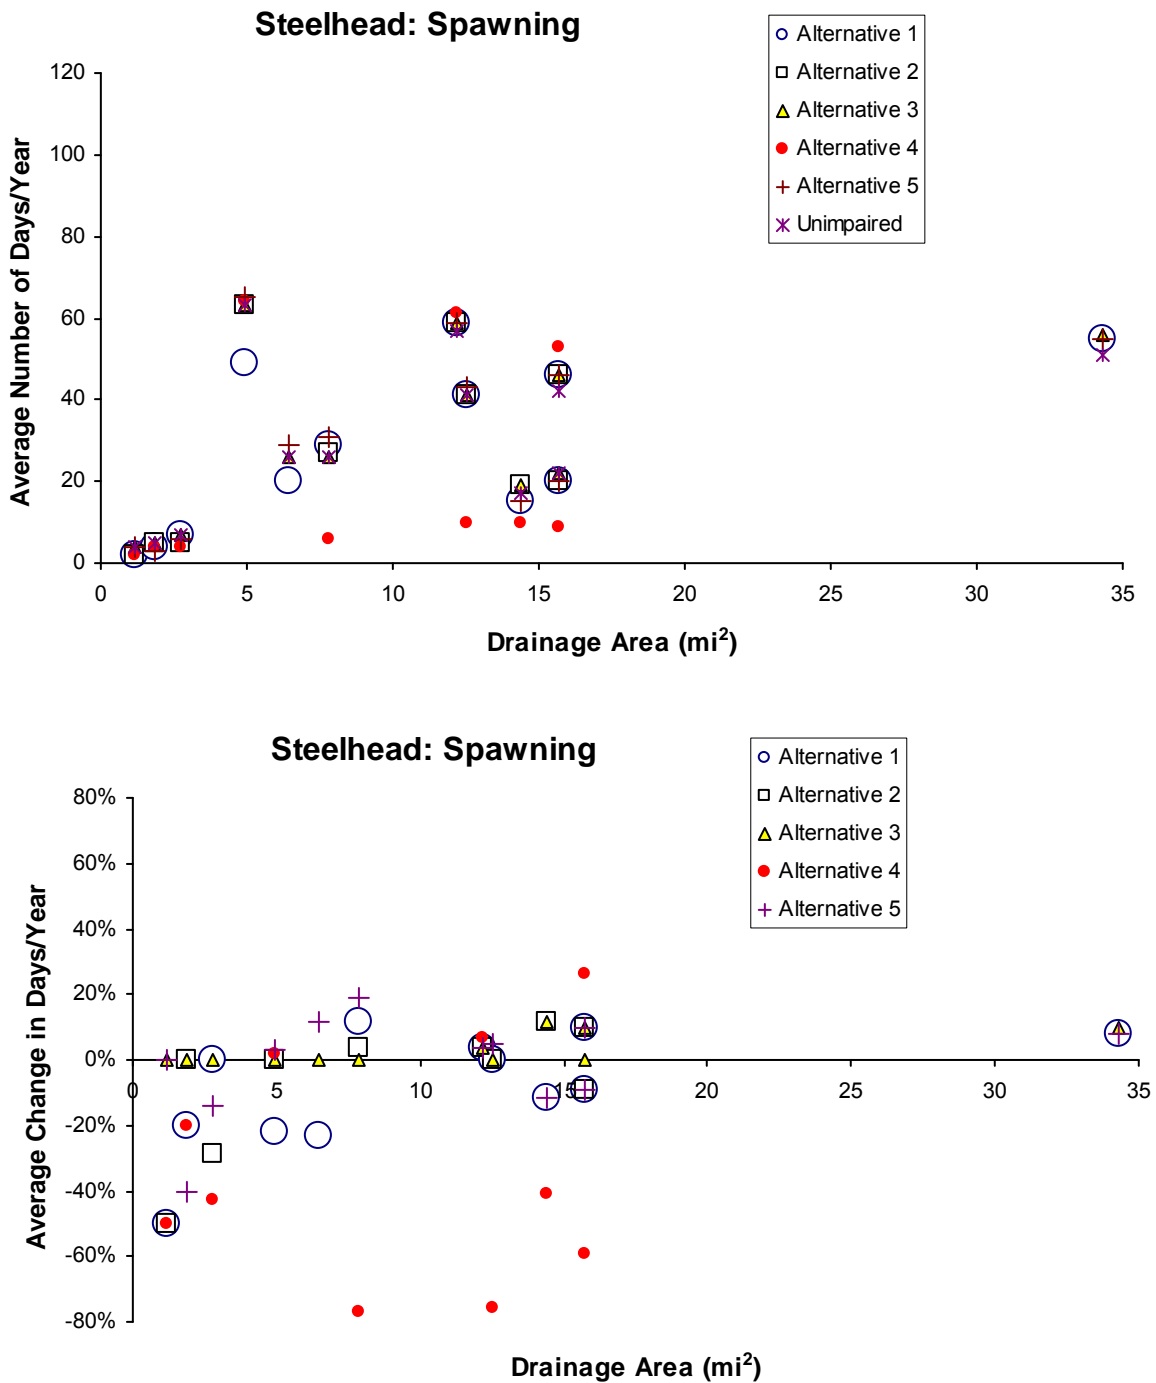 Steelhead: Spawning
Alternative 1
Alternative 2
Alternative 3
Alternative 4
Alternative 5
Unimpaired
Average Number of Days/Year
120
100
80
60
40
20
0
0 5 10 15 20 25 30 35
Drainage Area (mi²)
Steelhead: Spawning
Alternative 1
Alternative 2
Alternative 3
Alternative 4
Alternative 5
Average Change in Days/Year
80%
60%
40%
20%
0%
-20%
-40%
-60%
-80%
0 5 10 15 20 25 30 35
Drainage Area (mi²)